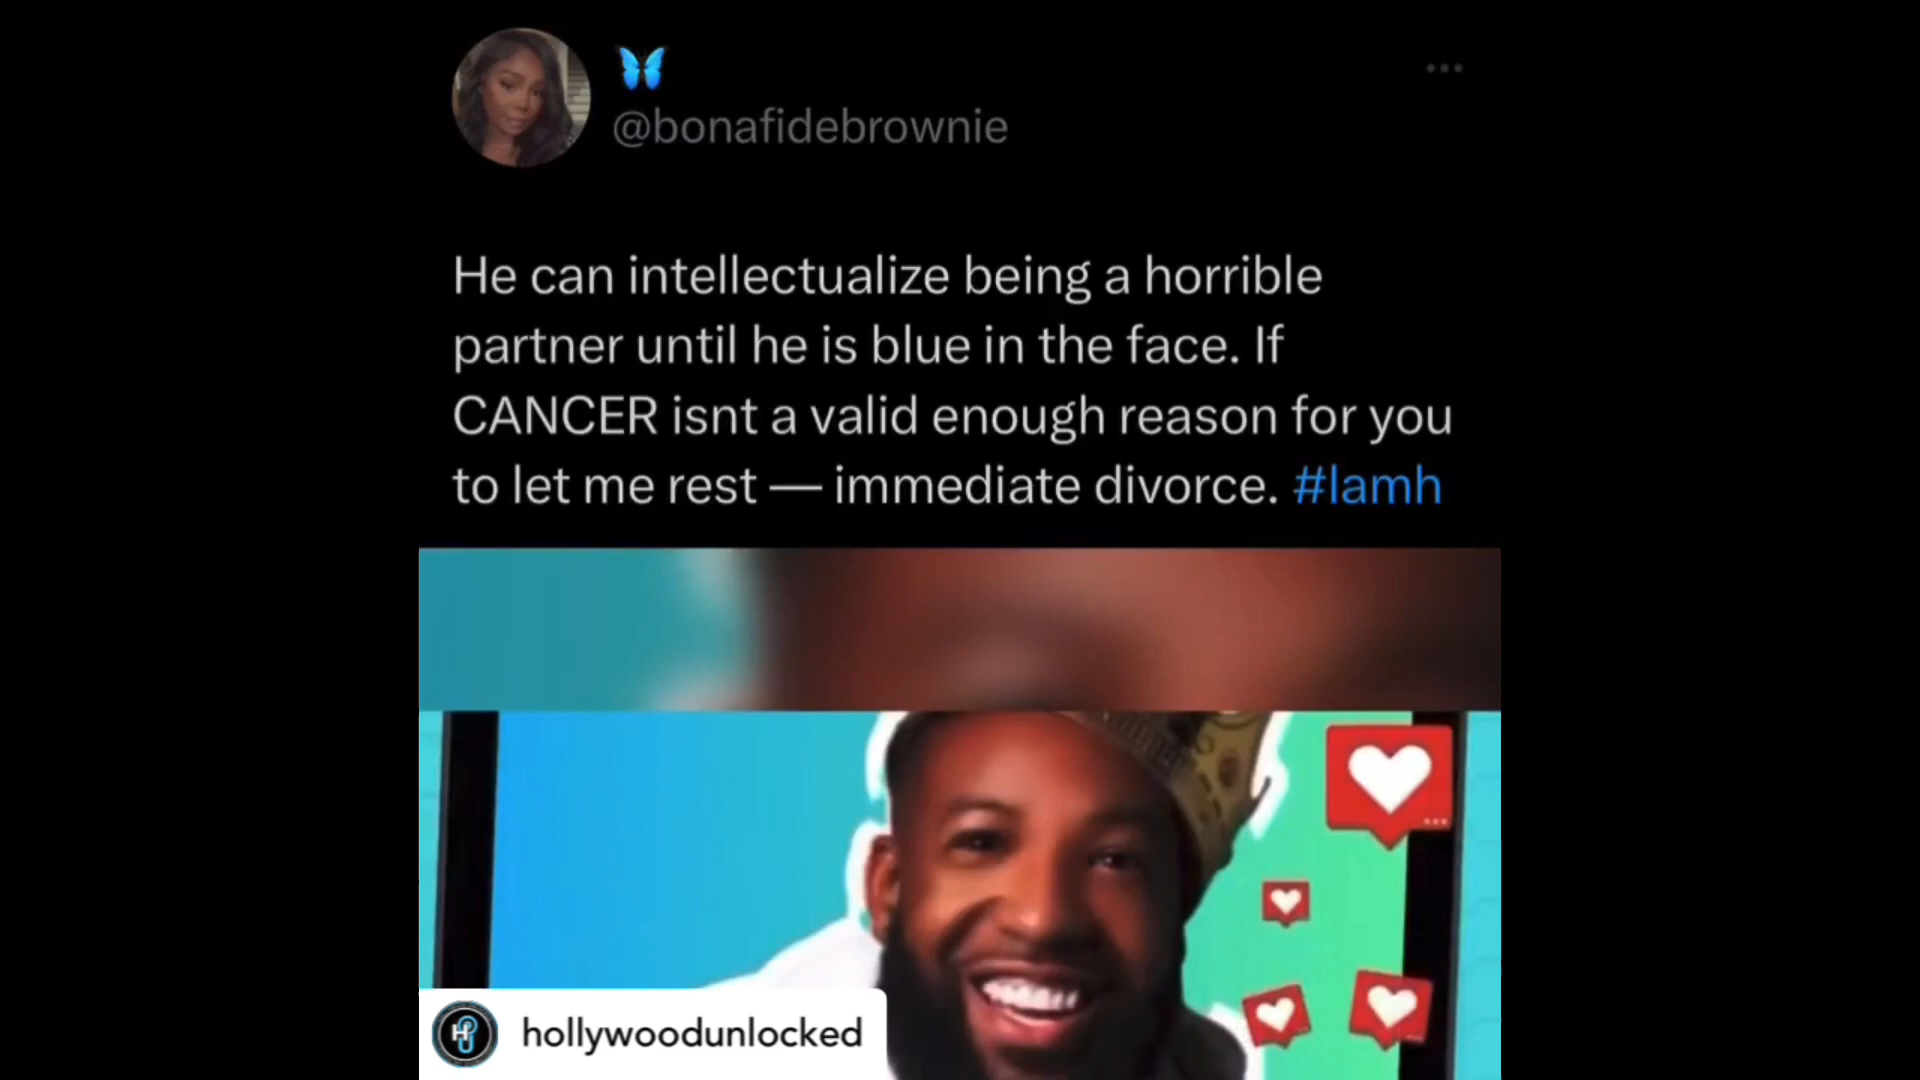 @bonafidebrownie
He can intellectualize being a horrible
partner until he is blue in the face. If
CANCER isnt a valid enough reason for you
to let me rest — immediate divorce. #lamh
hollywoodunlocked